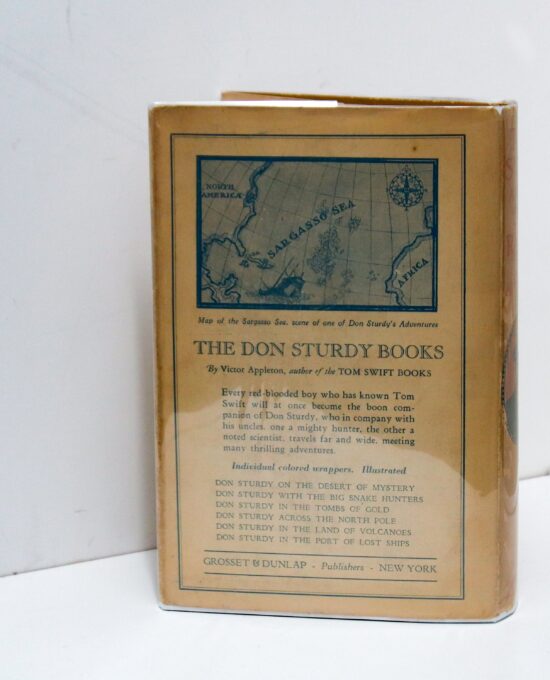 NORTH
AMERICA
SARGASSO SEA
AFRICA
Map of the Sargasso Sea, scene of one of Don Sturdy's Adventures
THE DON STURDY BOOKS
By Victor Appleton, author of the TOM SWIFT BOOKS
Every red-blooded boy who has known Tom
Swift will at once become the boon com-
panion of Don Sturdy, who in company with
his uncles, one a mighty hunter, the other a
noted scientist, travels far and wide, meeting
many thrilling adventures.
Individual colored wrappers. Illustrated
DON STURDY ON THE DESERT OF MYSTERY
DON STURDY WITH THE BIG SNAKE HUNTERS
DON STURDY IN THE TOMBS OF GOLD
DON STURDY ACROSS THE NORTH POLE
DON STURDY IN THE LAND OF VOLCANOES
DON STURDY IN THE PORT OF LOST SHIPS
GROSSET & DUNLAP - Publishers - NEW YORK